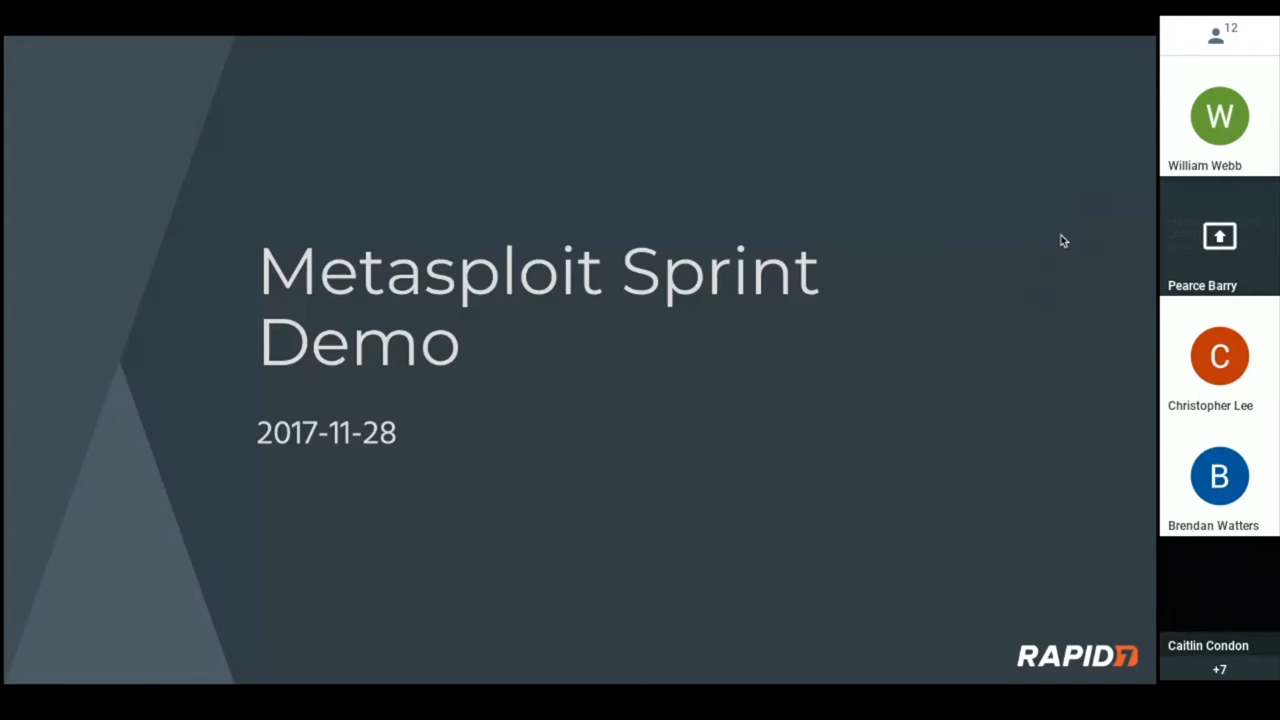 Metasploit Sprint
Demo
2017-11-28
RAPID7
12
W
William Webb
Pearce Barry
C
Christopher Lee
B
Brendan Watters
Caitlin Condon
+7